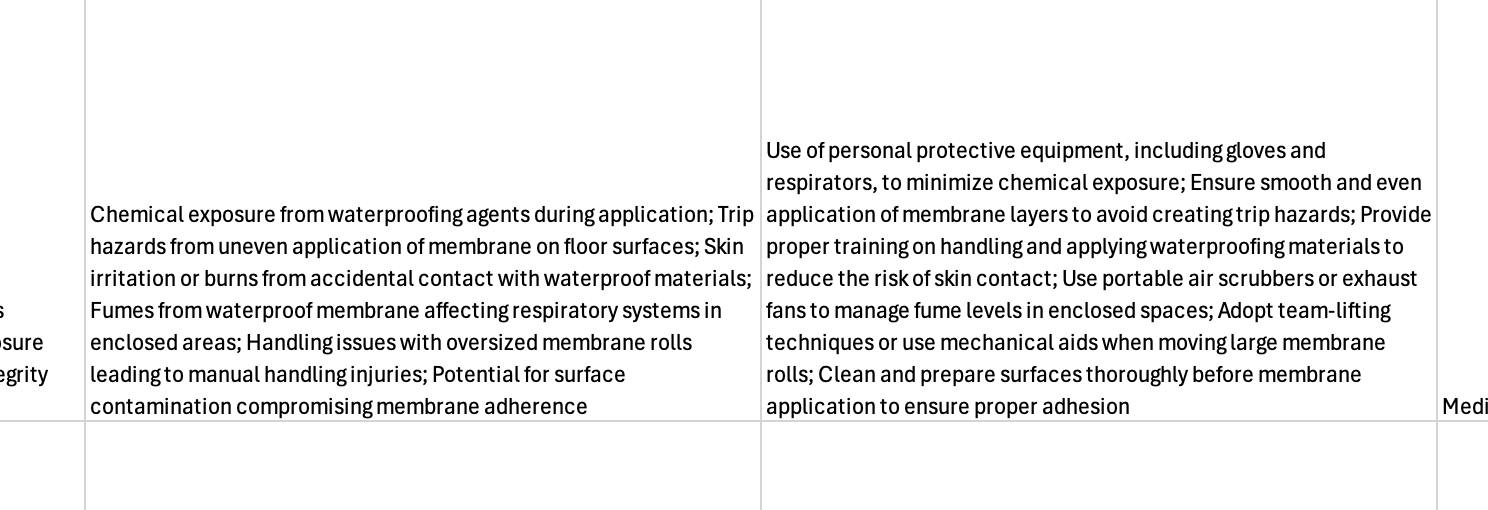 s
osure
egrity
Chemical exposure from waterproofing agents during application; Trip
hazards from uneven application of membrane on floor surfaces; Skin
irritation or burns from accidental contact with waterproof materials;
Fumes from waterproof membrane affecting respiratory systems in
enclosed areas; Handling issues with oversized membrane rolls
leading to manual handling injuries; Potential for surface
contamination compromising membrane adherence
Use of personal protective equipment, including gloves and
respirators, to minimize chemical exposure; Ensure smooth and even
application of membrane layers to avoid creating trip hazards; Provide
proper training on handling and applying waterproofing materials to
reduce the risk of skin contact; Use portable air scrubbers or exhaust
fans to manage fume levels in enclosed spaces; Adopt team-lifting
techniques or use mechanical aids when moving large membrane
rolls; Clean and prepare surfaces thoroughly before membrane
application to ensure proper adhesion
Medi